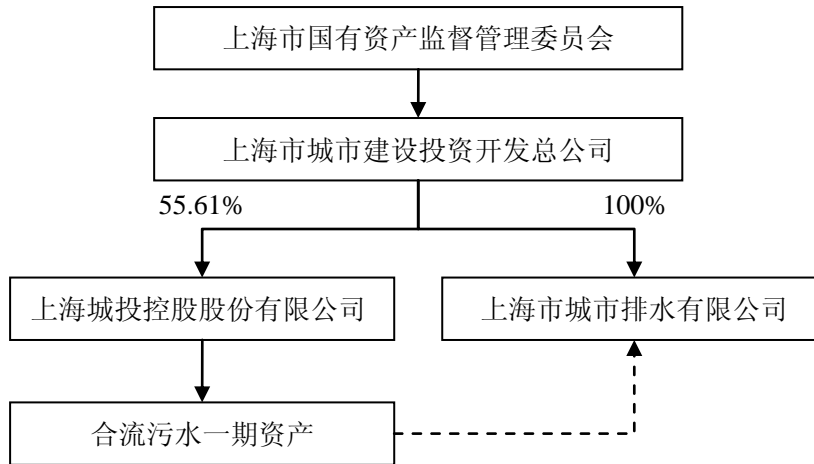 上海市国有资产监督管理委员会
上海市城市建设投资开发总公司
55.61%
100%
上海城投控股股份有限公司
上海市城市排水有限公司
合流污水一期资产